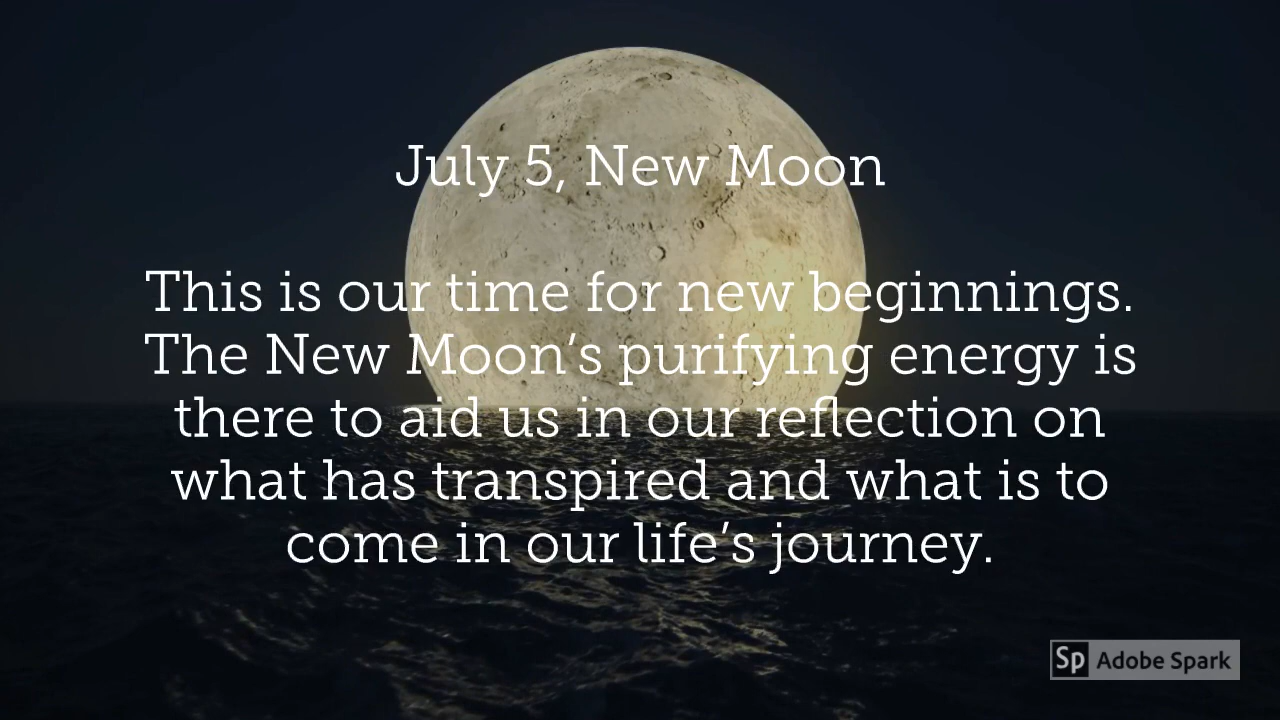 July 5, New Moon
This is our time for new beginnings.
The New Moon’s purifying energy is
there to aid us in our reflection on
what has transpired and what is to
come in our life’s journey.
Sp Adobe Spark